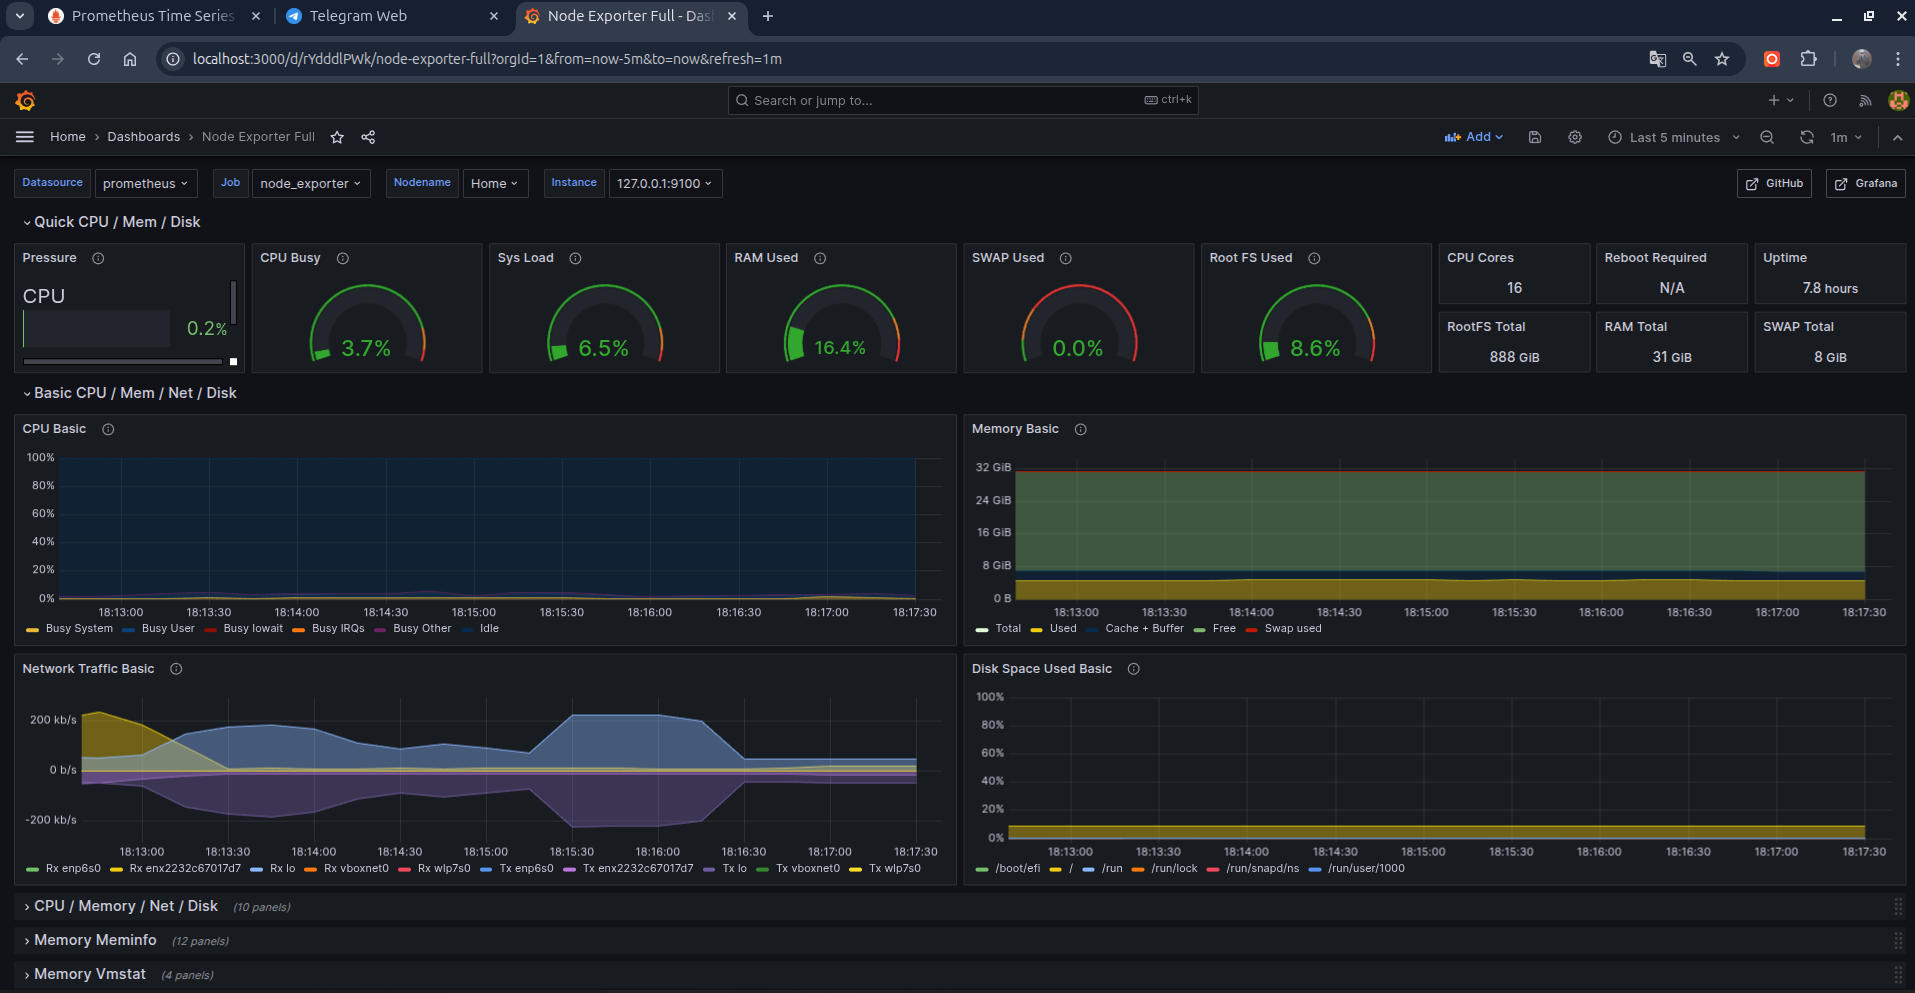 Prometheus Time Series
Telegram Web
Node Exporter Full - Das
localhost:3000/d/rYdddlPWk/node-exporter-full?orgId=1&from=now-5m&to=now&refresh=1m
Search or jump to... ctrl+k
Home › Dashboards › Node Exporter Full
Add Last 5 minutes 1m
Datasource prometheus Job node_exporter Nodename Home Instance 127.0.0.1:9100 GitHub Grafana
Quick CPU / Mem / Disk
Pressure
CPU
0.2%
CPU Busy
3.7%
Sys Load
6.5%
RAM Used
16.4%
SWAP Used
0.0%
Root FS Used
8.6%
CPU Cores
16
Reboot Required
N/A
Uptime
7.8 hours
RootFS Total
888 GiB
RAM Total
31 GiB
SWAP Total
8 GiB
Basic CPU / Mem / Net / Disk
CPU Basic
100%
80%
60%
40%
20%
0%
18:13:00 18:13:30 18:14:00 18:14:30 18:15:00 18:15:30 18:16:00 18:16:30 18:17:00 18:17:30
Busy System Busy User Busy Iowait Busy IRQs Busy Other Idle
Memory Basic
32 GiB
24 GiB
16 GiB
8 GiB
0 B
18:13:00 18:13:30 18:14:00 18:14:30 18:15:00 18:15:30 18:16:00 18:16:30 18:17:00 18:17:30
Total Used Cache + Buffer Free Swap used
Network Traffic Basic
200 kb/s
0 b/s
-200 kb/s
18:13:00 18:13:30 18:14:00 18:14:30 18:15:00 18:15:30 18:16:00 18:16:30 18:17:00 18:17:30
Rx enp6s0 Rx enx2232c67017d7 Rx lo Rx vboxnet0 Rx wlp7s0 Tx enp6s0 Tx enx2232c67017d7 Tx lo Tx vboxnet0 Tx wlp7s0
Disk Space Used Basic
100%
80%
60%
40%
20%
0%
18:13:00 18:13:30 18:14:00 18:14:30 18:15:00 18:15:30 18:16:00 18:16:30 18:17:00 18:17:30
/boot/efi / /run /run/lock /run/snapd/ns /run/user/1000
CPU / Memory / Net / Disk (10 panels)
Memory Meminfo (12 panels)
Memory Vmstat (4 panels)